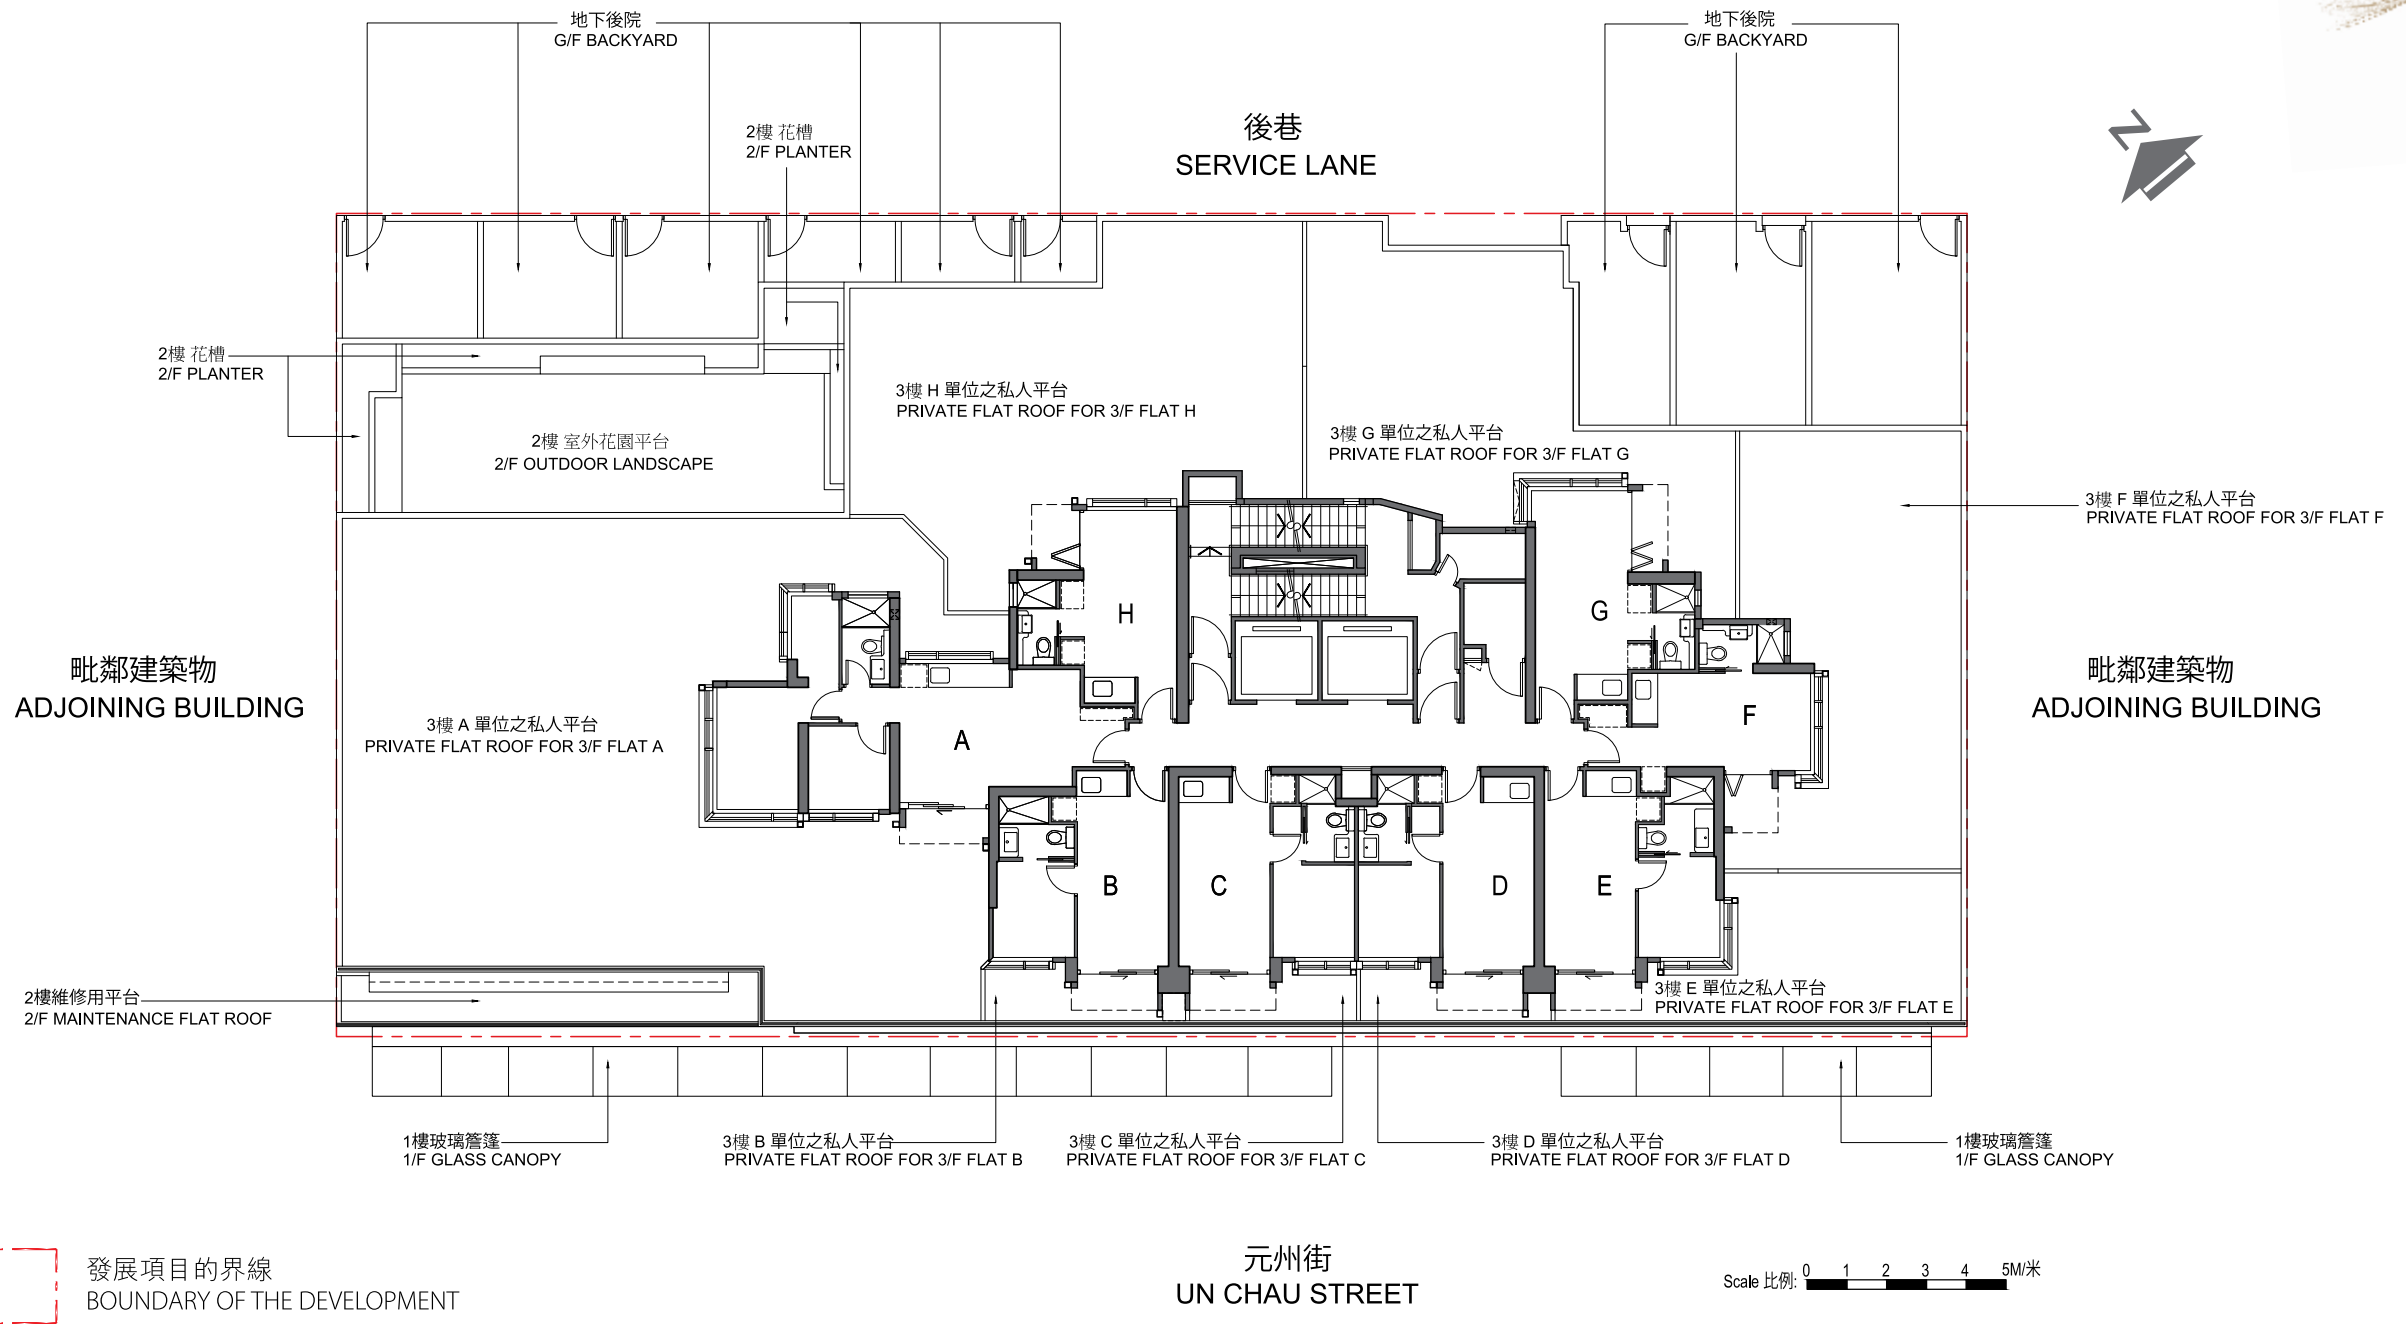 地下後院
G/F BACKYARD
地下後院
G/F BACKYARD
2樓 花槽
2/F PLANTER
後巷
SERVICE LANE
N
2樓 花槽
2/F PLANTER
3樓 H 單位之私人平台
PRIVATE FLAT ROOF FOR 3/F FLAT H
2樓 室外花園平台
2/F OUTDOOR LANDSCAPE
3樓 G 單位之私人平台
PRIVATE FLAT ROOF FOR 3/F FLAT G
3樓 F 單位之私人平台
PRIVATE FLAT ROOF FOR 3/F FLAT F
H
G
毗鄰建築物
ADJOINING BUILDING
毗鄰建築物
ADJOINING BUILDING
3樓 A 單位之私人平台
PRIVATE FLAT ROOF FOR 3/F FLAT A
A
F
B
C
D
E
2樓維修用平台
2/F MAINTENANCE FLAT ROOF
3樓 E 單位之私人平台
PRIVATE FLAT ROOF FOR 3/F FLAT E
1樓玻璃簷篷
1/F GLASS CANOPY
3樓 B 單位之私人平台
PRIVATE FLAT ROOF FOR 3/F FLAT B
3樓 C 單位之私人平台
PRIVATE FLAT ROOF FOR 3/F FLAT C
3樓 D 單位之私人平台
PRIVATE FLAT ROOF FOR 3/F FLAT D
1樓玻璃簷篷
1/F GLASS CANOPY
發展項目的界線
BOUNDARY OF THE DEVELOPMENT
元州街
UN CHAU STREET
Scale 比例: 0 1 2 3 4 5M/米